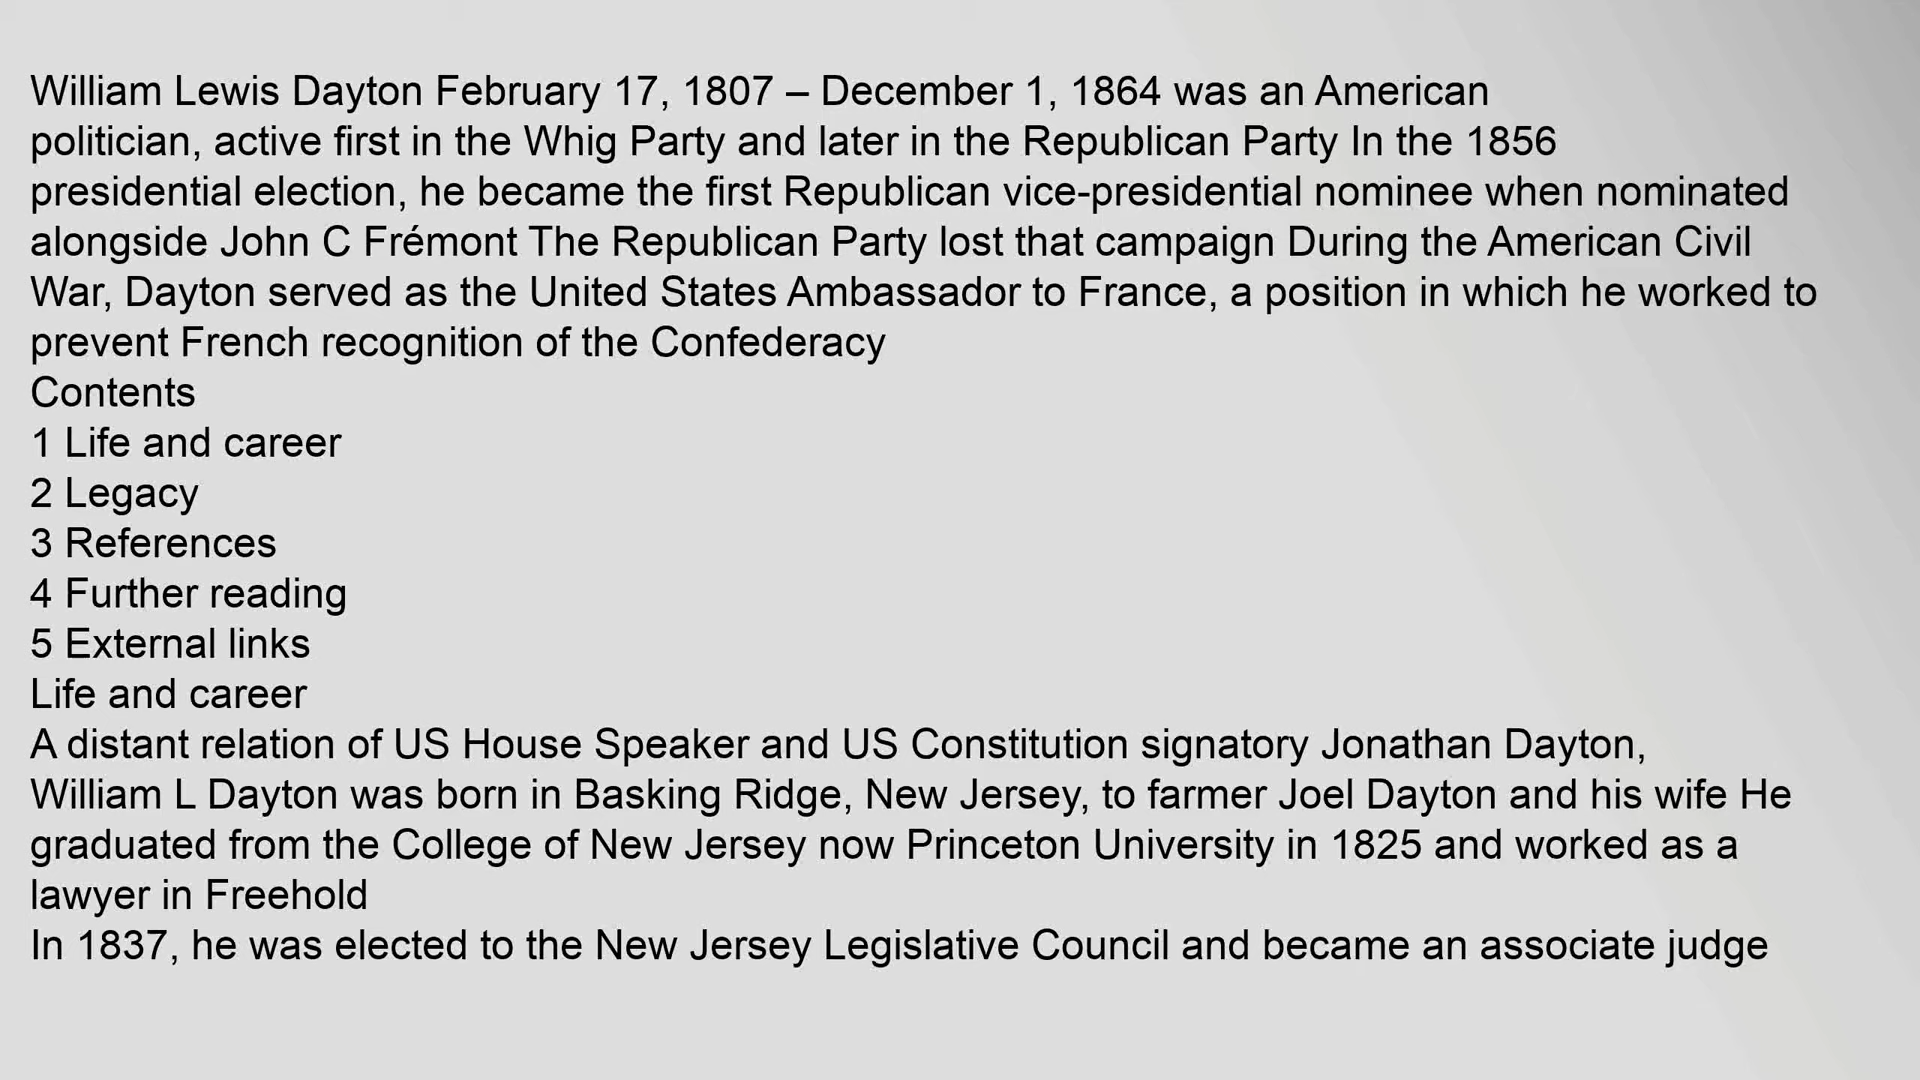 William Lewis Dayton February 17, 1807 – December 1, 1864 was an American
politician, active first in the Whig Party and later in the Republican Party In the 1856
presidential election, he became the first Republican vice-presidential nominee when nominated
alongside John C Frémont The Republican Party lost that campaign During the American Civil
War, Dayton served as the United States Ambassador to France, a position in which he worked to
prevent French recognition of the Confederacy
Contents
1 Life and career
2 Legacy
3 References
4 Further reading
5 External links
Life and career
A distant relation of US House Speaker and US Constitution signatory Jonathan Dayton,
William L Dayton was born in Basking Ridge, New Jersey, to farmer Joel Dayton and his wife He
graduated from the College of New Jersey now Princeton University in 1825 and worked as a
lawyer in Freehold
In 1837, he was elected to the New Jersey Legislative Council and became an associate judge